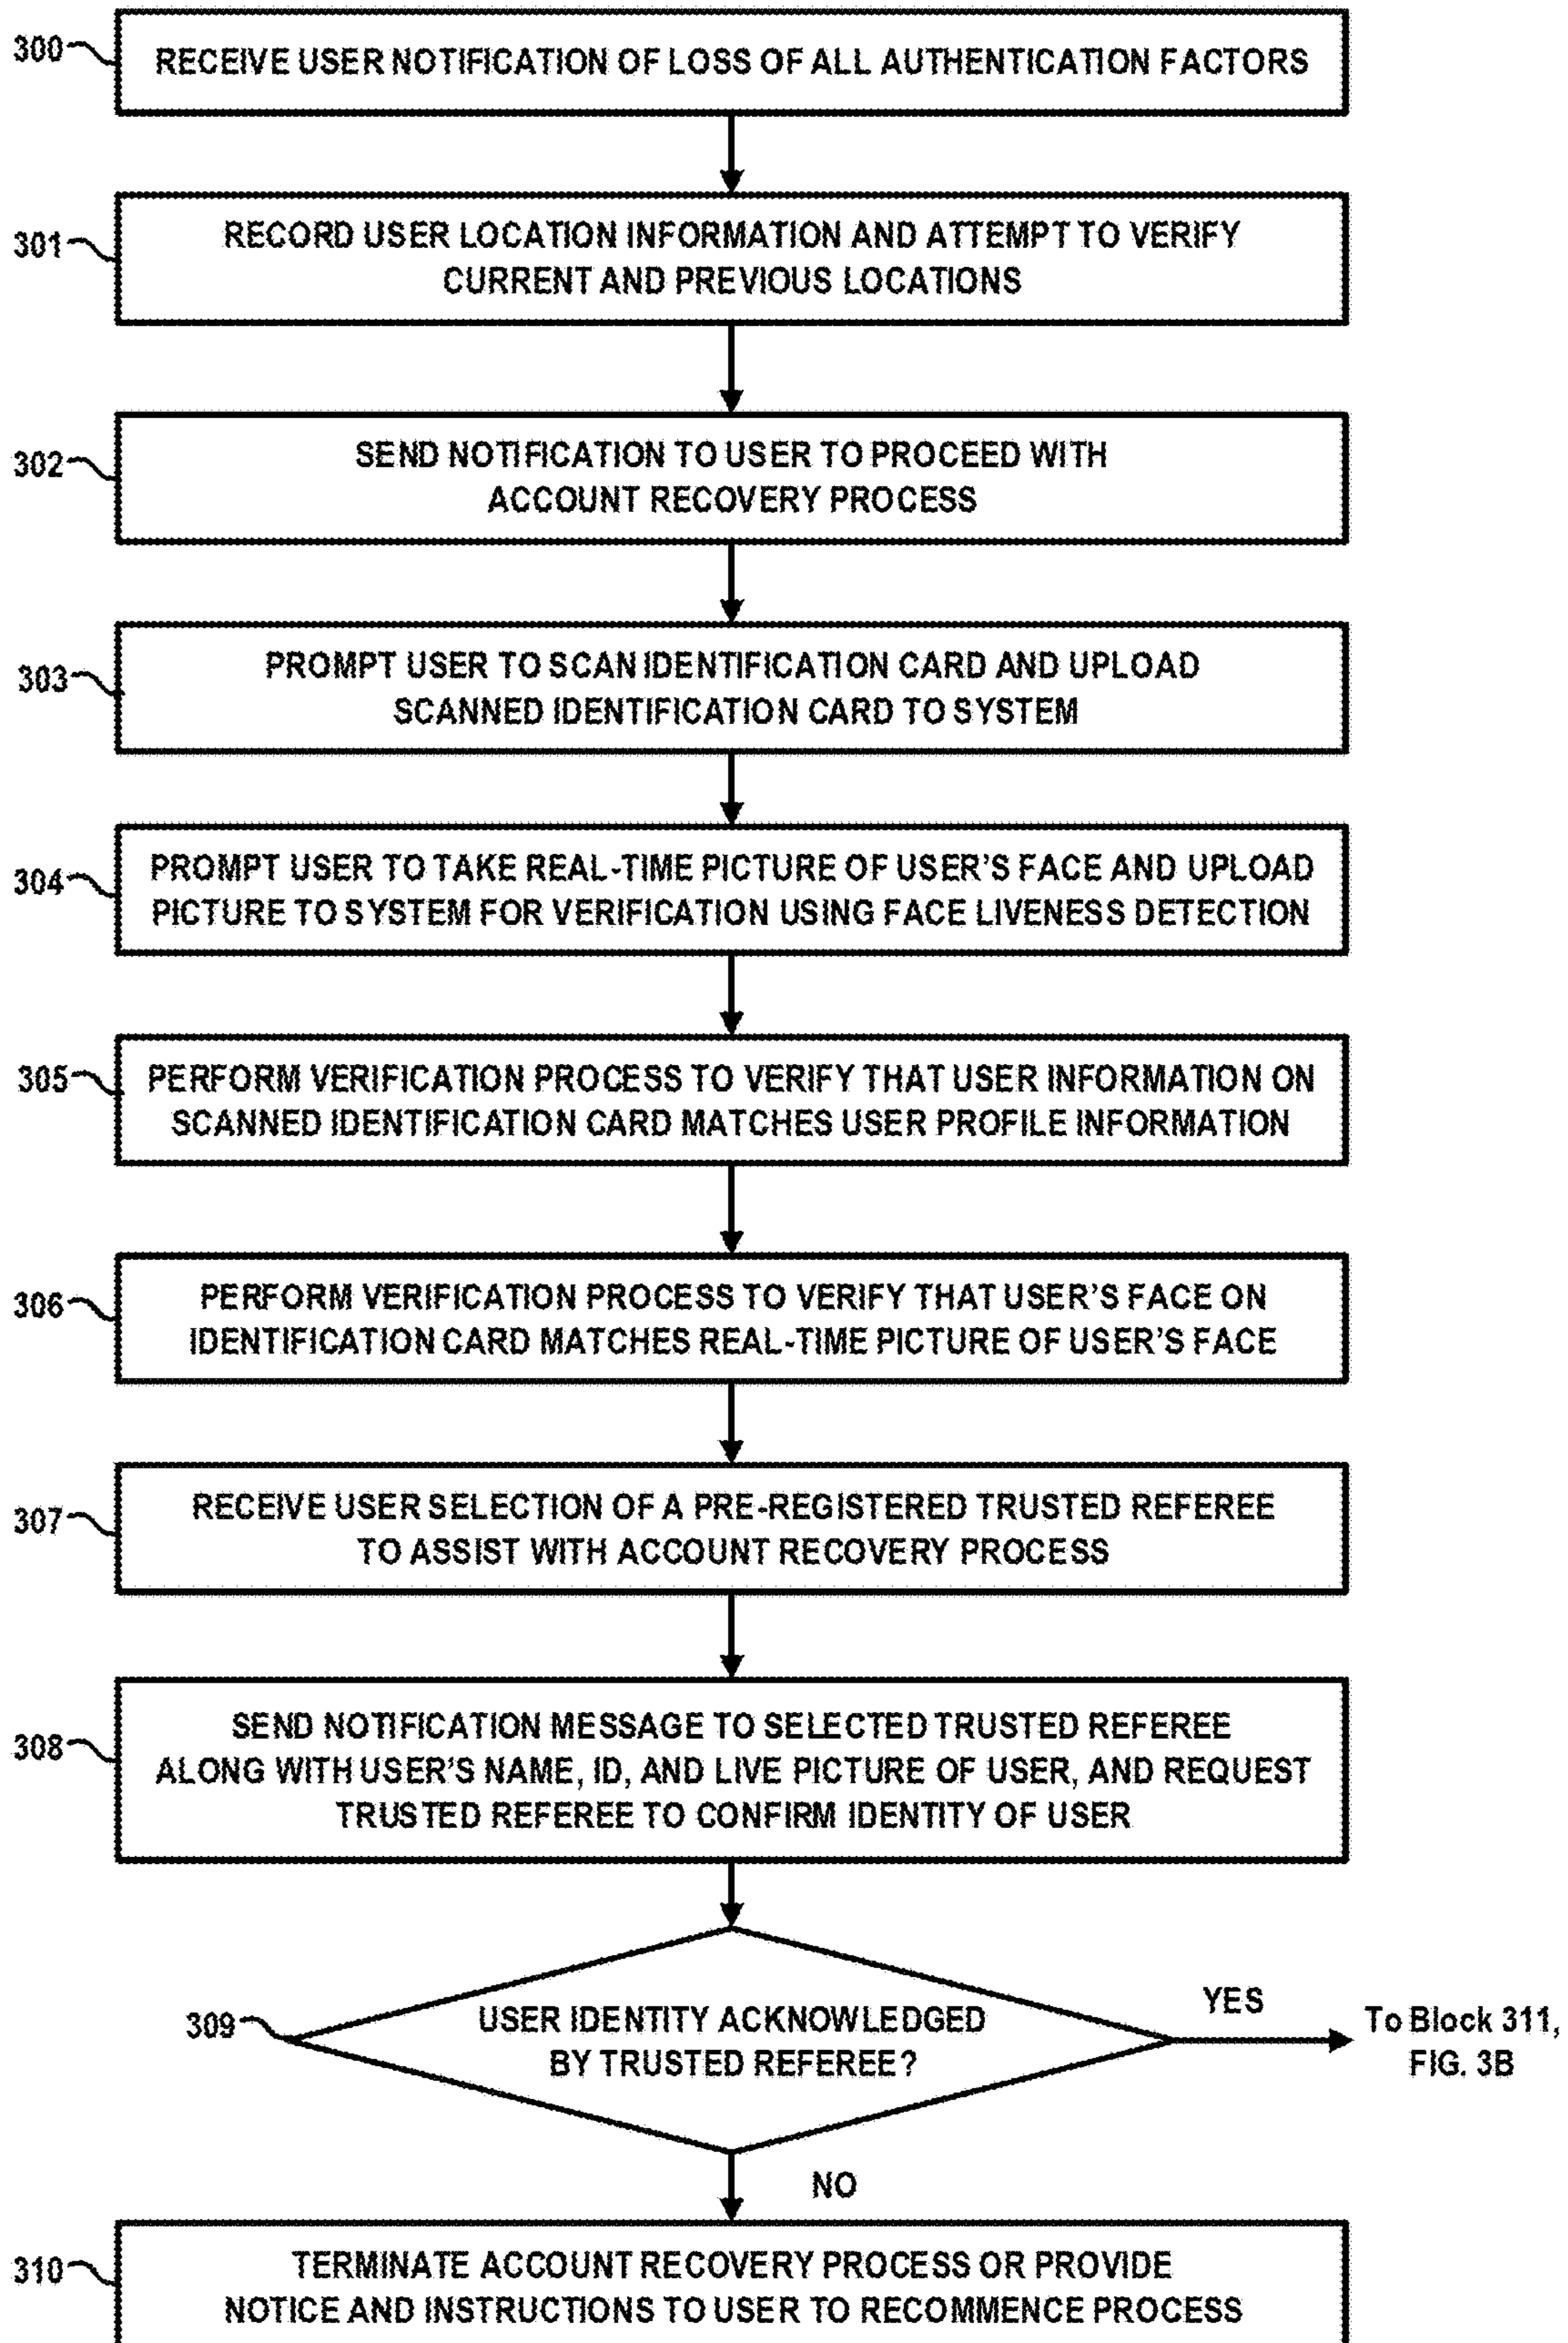 300
RECEIVE USER NOTIFICATION OF LOSS OF ALL AUTHENTICATION FACTORS
301
RECORD USER LOCATION INFORMATION AND ATTEMPT TO VERIFY
CURRENT AND PREVIOUS LOCATIONS
302
SEND NOTIFICATION TO USER TO PROCEED WITH
ACCOUNT RECOVERY PROCESS
303
PROMPT USER TO SCAN IDENTIFICATION CARD AND UPLOAD
SCANNED IDENTIFICATION CARD TO SYSTEM
304
PROMPT USER TO TAKE REAL-TIME PICTURE OF USER'S FACE AND UPLOAD
PICTURE TO SYSTEM FOR VERIFICATION USING FACE LIVENESS DETECTION
305
PERFORM VERIFICATION PROCESS TO VERIFY THAT USER INFORMATION ON
SCANNED IDENTIFICATION CARD MATCHES USER PROFILE INFORMATION
306
PERFORM VERIFICATION PROCESS TO VERIFY THAT USER'S FACE ON
IDENTIFICATION CARD MATCHES REAL-TIME PICTURE OF USER'S FACE
307
RECEIVE USER SELECTION OF A PRE-REGISTERED TRUSTED REFEREE
TO ASSIST WITH ACCOUNT RECOVERY PROCESS
308
SEND NOTIFICATION MESSAGE TO SELECTED TRUSTED REFEREE
ALONG WITH USER'S NAME, ID, AND LIVE PICTURE OF USER, AND REQUEST
TRUSTED REFEREE TO CONFIRM IDENTITY OF USER
309
USER IDENTITY ACKNOWLEDGED
BY TRUSTED REFEREE?
YES
To Block 311,
FIG. 3B
NO
310
TERMINATE ACCOUNT RECOVERY PROCESS OR PROVIDE
NOTICE AND INSTRUCTIONS TO USER TO RECOMMENCE PROCESS